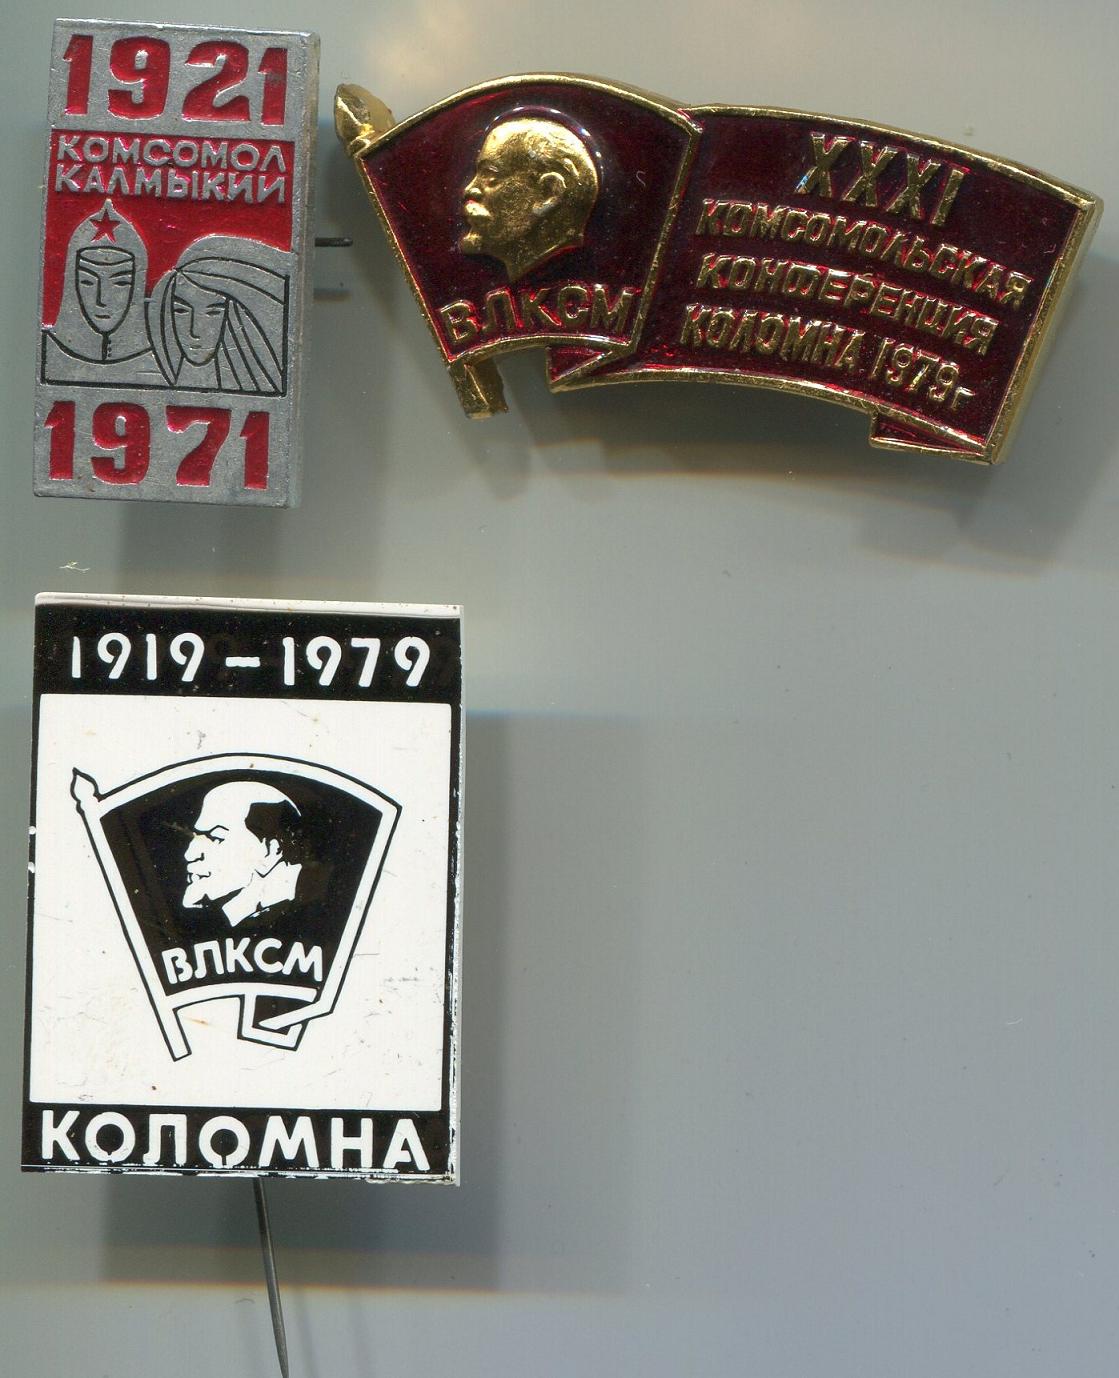 1921
КОМСОМОЛ
КАЛМЫКИИ
1971
ВЛКСМ
XXXI
КОМСОМОЛЬСКАЯ
КОНФЕРЕНЦИЯ
КОЛОМНА 1979г
1919-1979
ВЛКСМ
КОЛОМНА